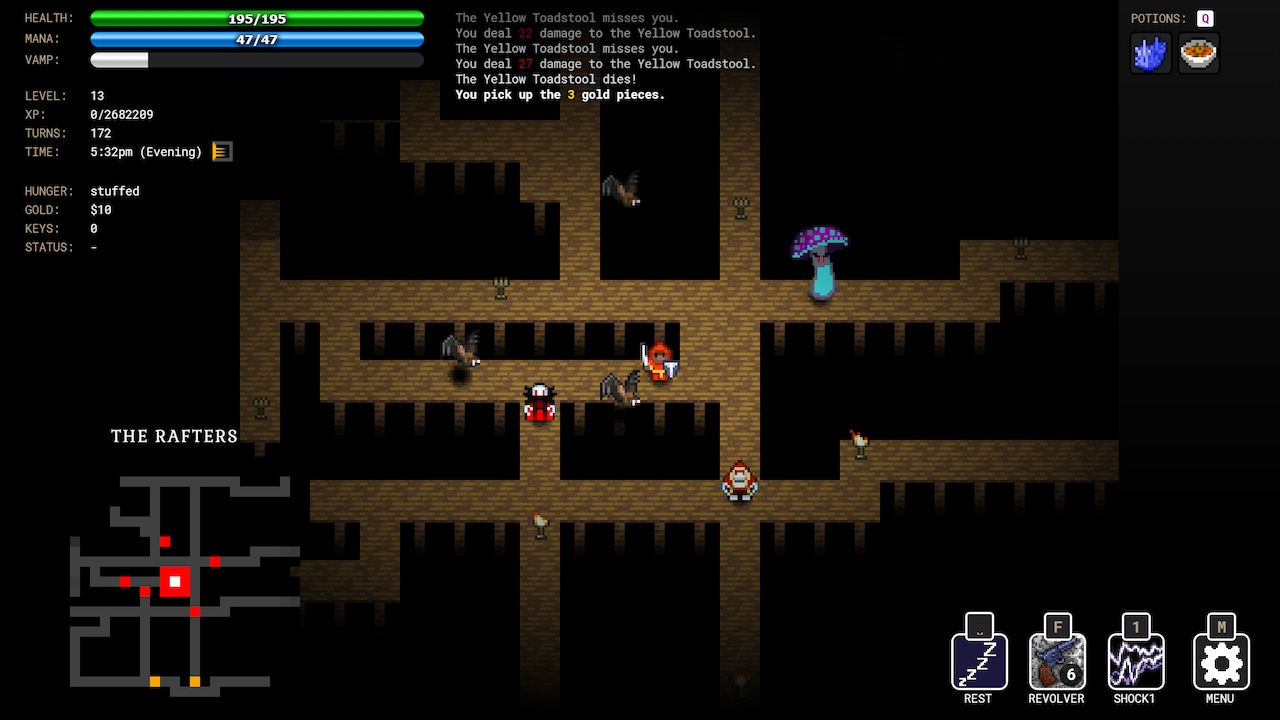 HEALTH: 195/195
MANA: 47/47
VAMP:
LEVEL: 13
XP: 0/2682209
TURNS: 172
TIME: 5:32pm (Evening)
HUNGER: stuffed
GOLD: $10
KEYS: 0
STATUS: -
The Yellow Toadstool misses you.
You deal 22 damage to the Yellow Toadstool.
The Yellow Toadstool misses you.
You deal 27 damage to the Yellow Toadstool.
The Yellow Toadstool dies!
You pick up the 3 gold pieces.
POTIONS: Q
THE RAFTERS
F 1 M
z z z z 6
REST REVOLVER SHOCK1 MENU